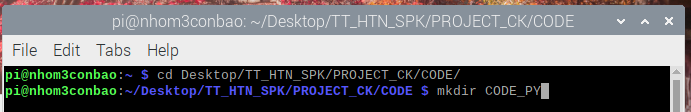 pi@nhom3conbao: ~/Desktop/TT_HTN_SPK/PROJECT_CK/CODE
File Edit Tabs Help
pi@nhom3conbao:~ $ cd Desktop/TT_HTN_SPK/PROJECT_CK/CODE/
pi@nhom3conbao:~/Desktop/TT_HTN_SPK/PROJECT_CK/CODE $ mkdir CODE_PY